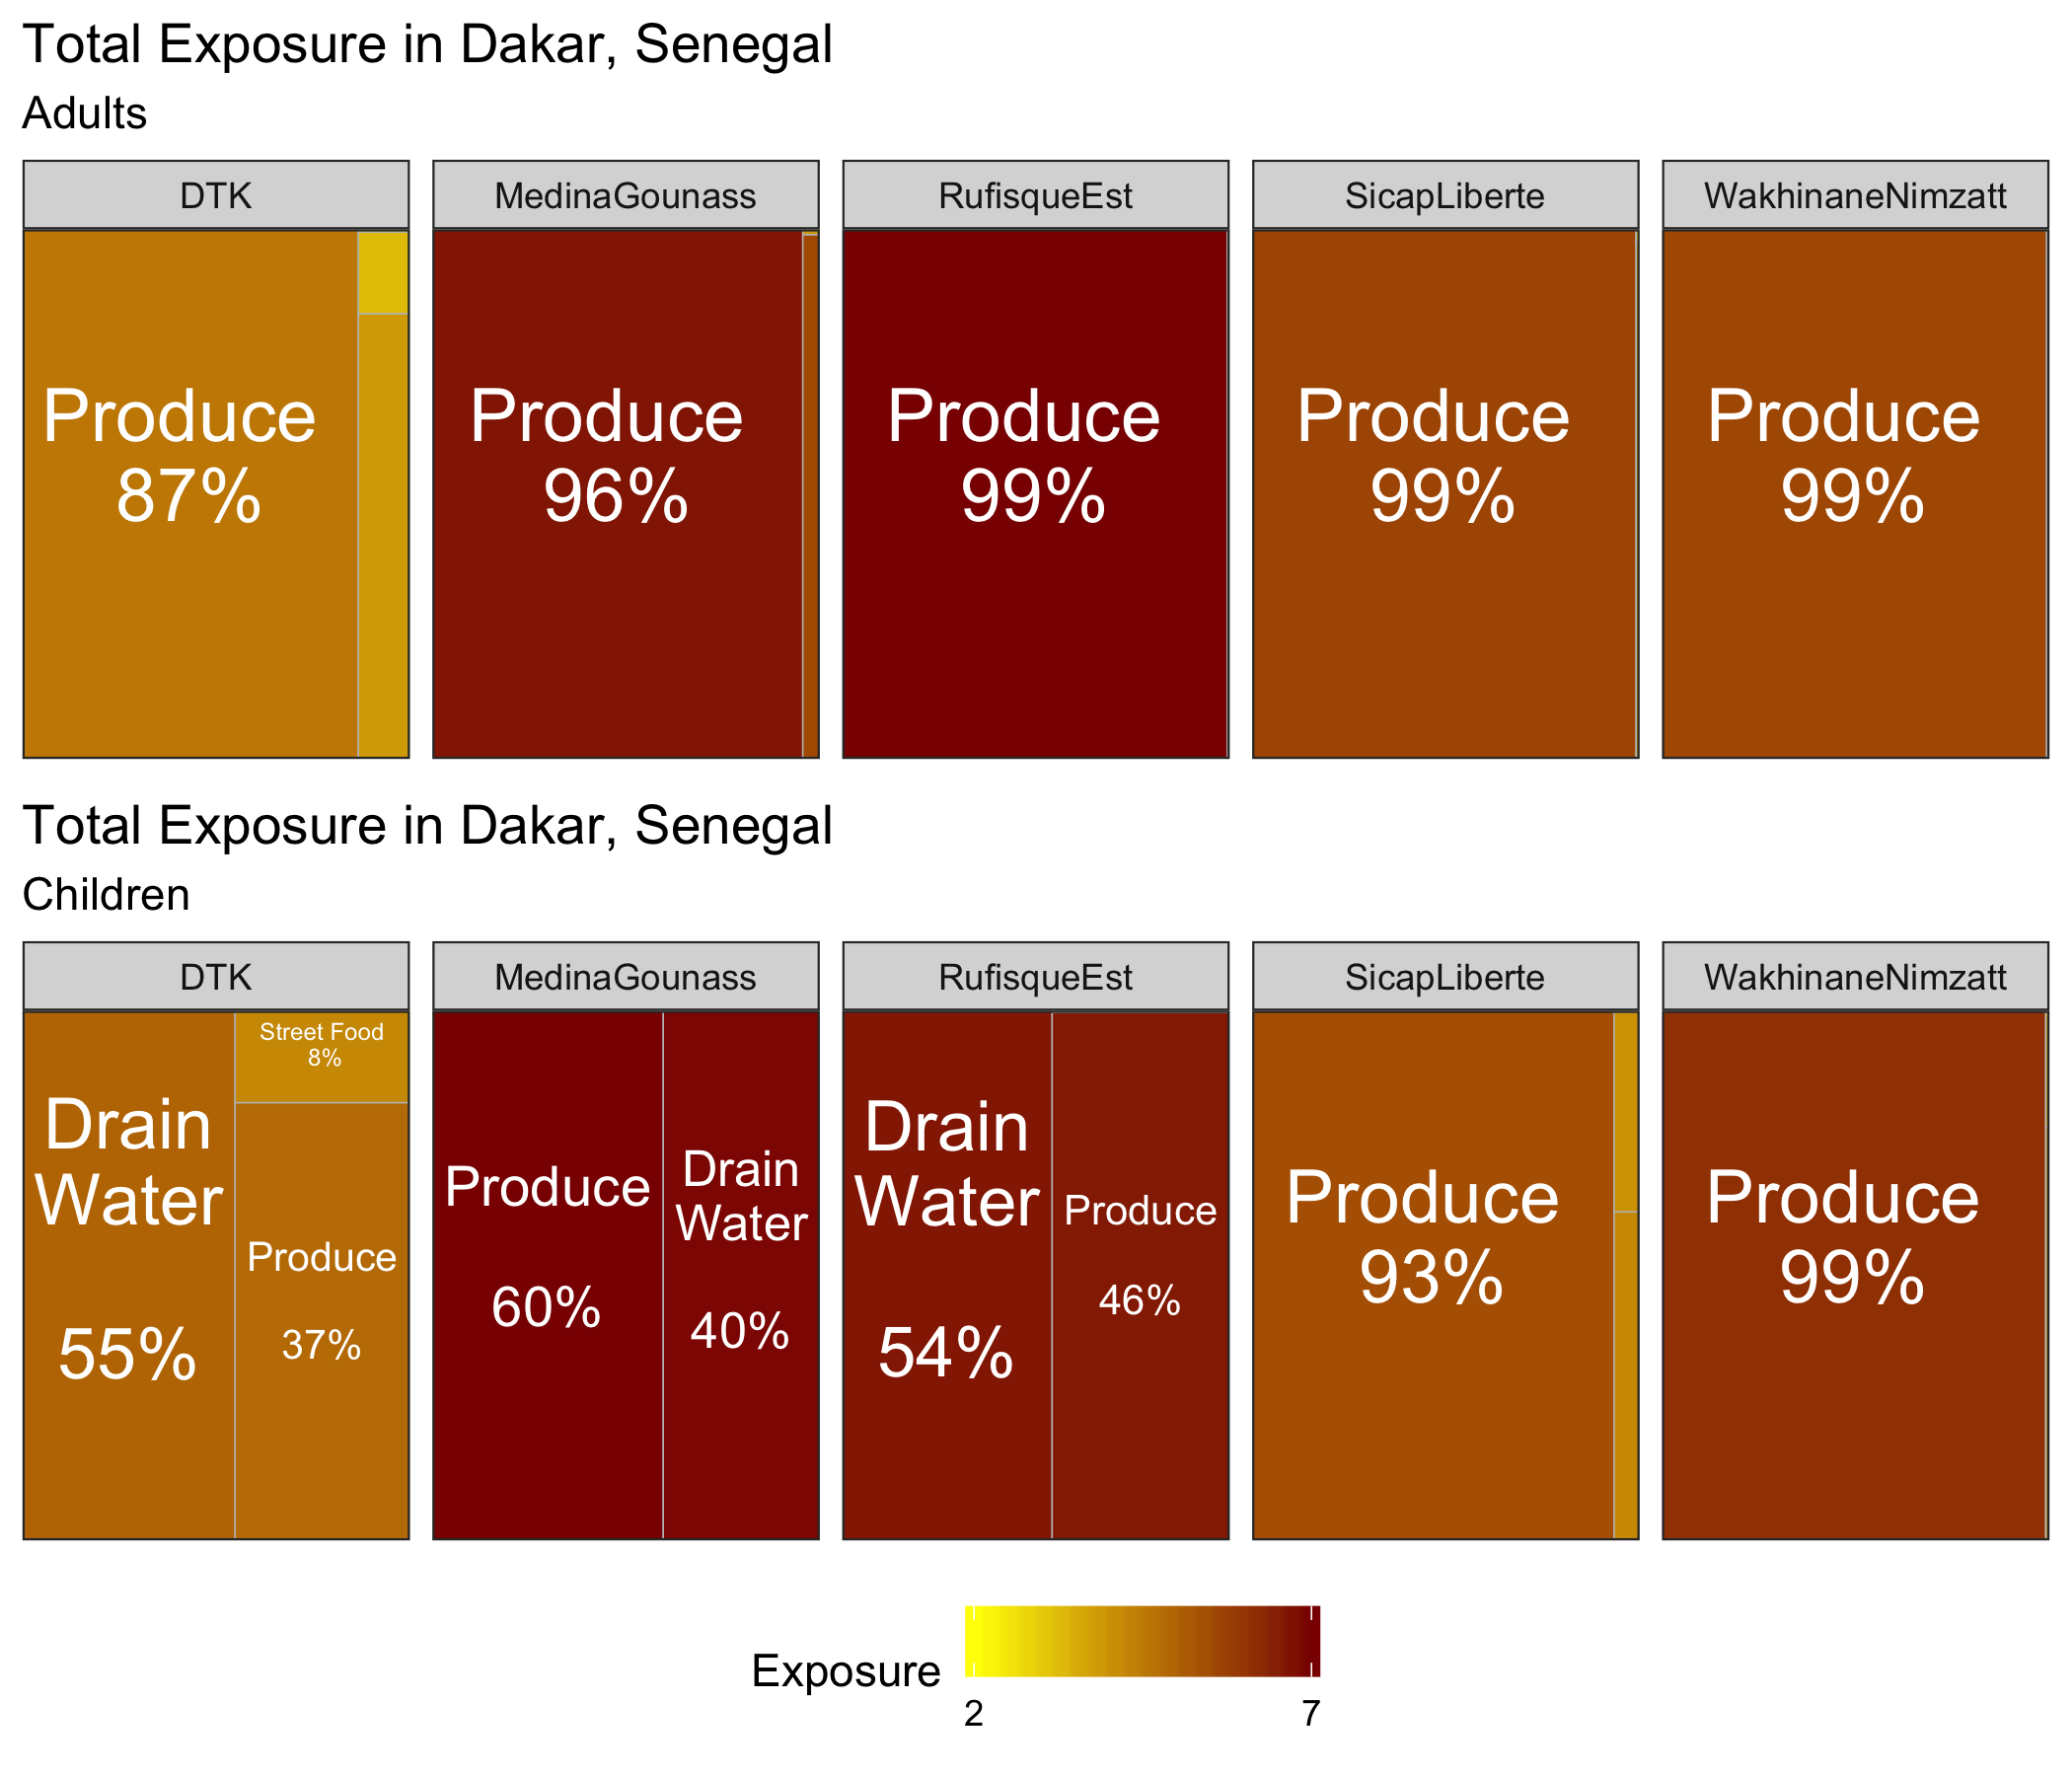 Total Exposure in Dakar, Senegal
Adults
DTK
MedinaGounass
RufisqueEst
SicapLiberte
WakhinaneNimzatt
Produce
87%
Produce
96%
Produce
99%
Produce
99%
Produce
99%
Total Exposure in Dakar, Senegal
Children
DTK
MedinaGounass
RufisqueEst
SicapLiberte
WakhinaneNimzatt
Drain
Water
55%
Street Food
8%
Produce
37%
Produce
60%
Drain
Water
40%
Drain
Water
54%
Produce
46%
Produce
93%
Produce
99%
Exposure
2
7